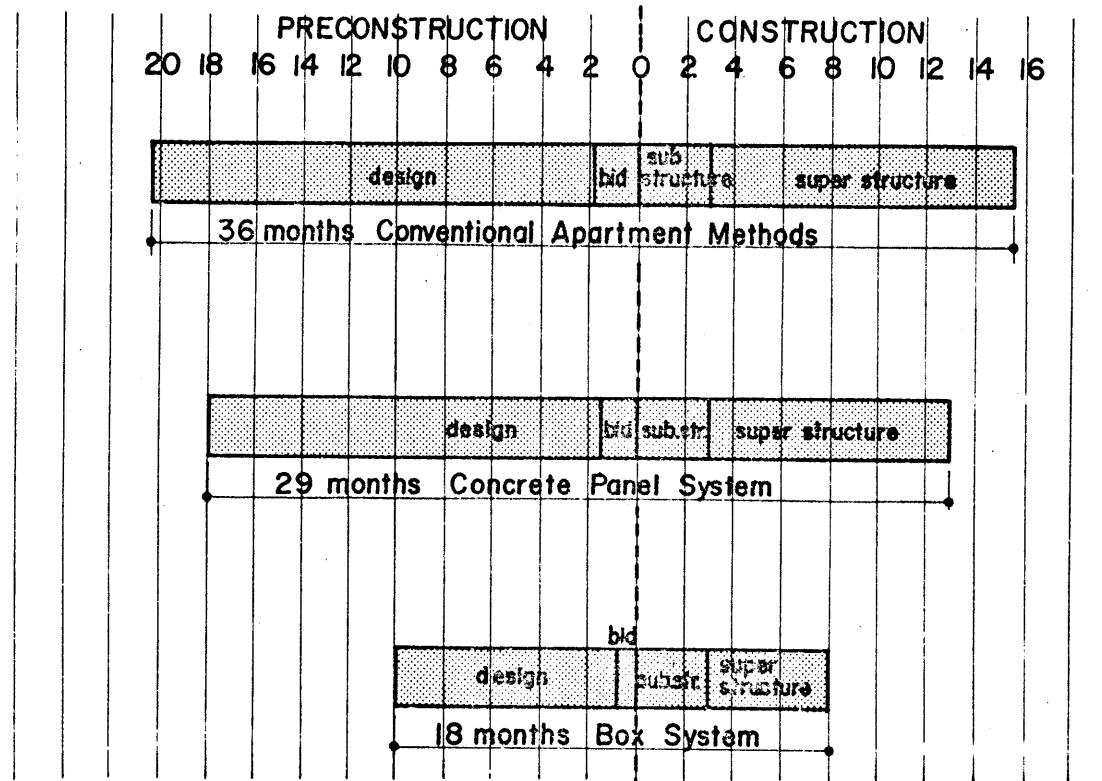 PRECONSTRUCTION CONSTRUCTION
20 18 16 14 12 10 8 6 4 2 0 2 4 6 8 10 12 14 16
sub
design bid structure super structure
36 months Conventional Apartment Methods
design bid substr. super structure
29 months Concrete Panel System
bid
design substr. super
structure
18 months Box System